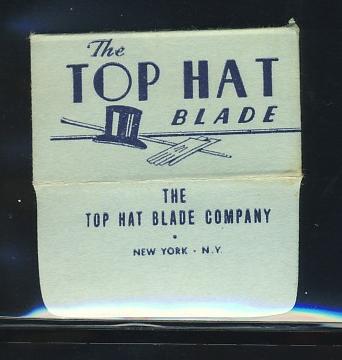 The
TOP HAT
BLADE
THE
TOP HAT BLADE COMPANY
•
NEW YORK - N.Y.